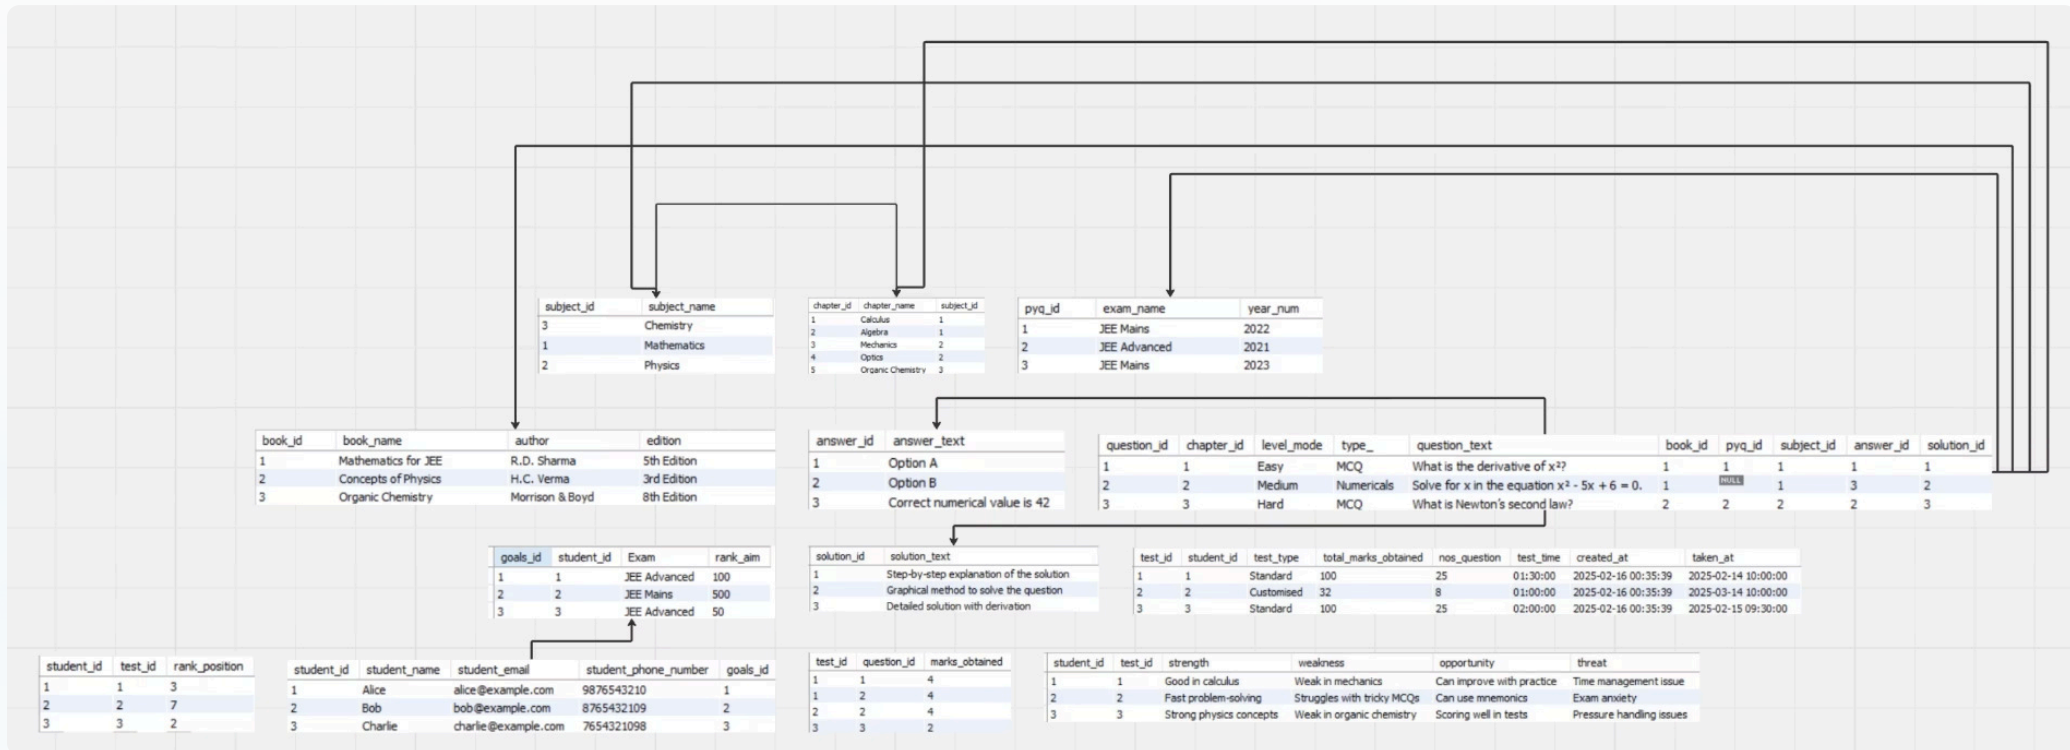 subject_id subject_name
3 Chemistry
1 Mathematics
2 Physics
chapter_id chapter_name subject_id
1 Calculus 1
2 Algebra 1
3 Mechanics 2
4 Optics 2
5 Organic Chemistry 3
pyq_id exam_name year_num
1 JEE Mains 2022
2 JEE Advanced 2021
3 JEE Mains 2023
book_id book_name author edition
1 Mathematics for JEE R.D. Sharma 5th Edition
2 Concepts of Physics H.C. Verma 3rd Edition
3 Organic Chemistry Morrison & Boyd 8th Edition
answer_id answer_text
1 Option A
2 Option B
3 Correct numerical value is 42
question_id chapter_id level_mode type_ question_text book_id pyq_id subject_id answer_id solution_id
1 1 Easy MCQ What is the derivative of x²? 1 1 1 1 1
2 2 Medium Numericals Solve for x in the equation x² - 5x + 6 = 0. 1 NULL 1 3 2
3 3 Hard MCQ What is Newton's second law? 2 2 2 2 3
goals_id student_id Exam rank_aim
1 1 JEE Advanced 100
2 2 JEE Mains 500
3 3 JEE Advanced 50
solution_id solution_text
1 Step-by-step explanation of the solution
2 Graphical method to solve the question
3 Detailed solution with derivation
test_id student_id test_type total_marks_obtained nos_question test_time created_at taken_at
1 1 Standard 100 25 01:30:00 2025-02-16 00:35:39 2025-02-14 10:00:00
2 2 Customised 32 8 01:00:00 2025-02-16 00:35:39 2025-03-14 10:00:00
3 3 Standard 100 25 02:00:00 2025-02-16 00:35:39 2025-02-15 09:30:00
student_id test_id rank_position
1 1 3
2 2 7
3 3 2
student_id student_name student_email student_phone_number goals_id
1 Alice alice@example.com 9876543210 1
2 Bob bob@example.com 8765432109 2
3 Charlie charlie@example.com 7654321098 3
test_id question_id marks_obtained
1 1 4
1 2 4
2 2 4
3 3 2
student_id test_id strength weakness opportunity threat
1 1 Good in calculus Weak in mechanics Can improve with practice Time management issue
2 2 Fast problem-solving Struggles with tricky MCQs Can use mnemonics Exam anxiety
3 3 Strong physics concepts Weak in organic chemistry Scoring well in tests Pressure handling issues